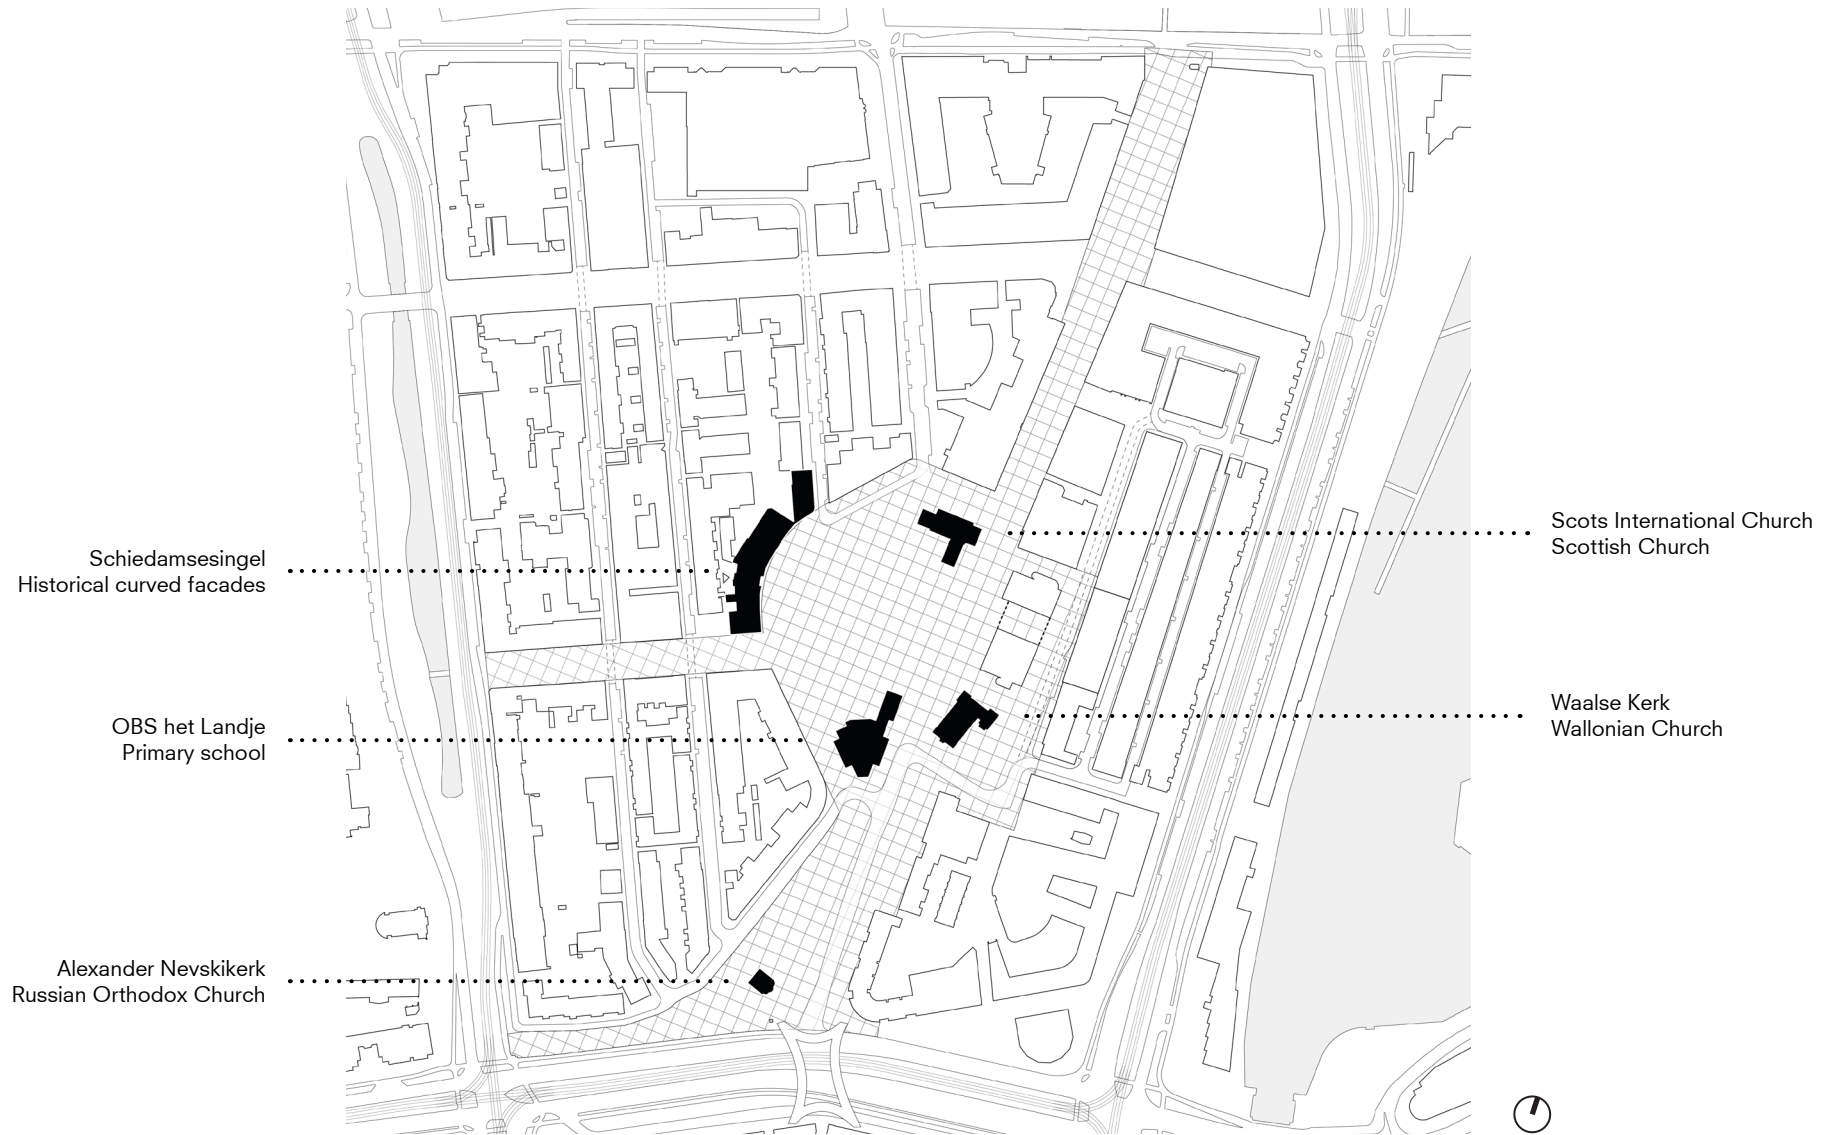 Scots International Church
Scottish Church
Schiedamsesingel
Historical curved facades
Waalse Kerk
Wallonian Church
OBS het Landje
Primary school
Alexander Nevskikerk
Russian Orthodox Church